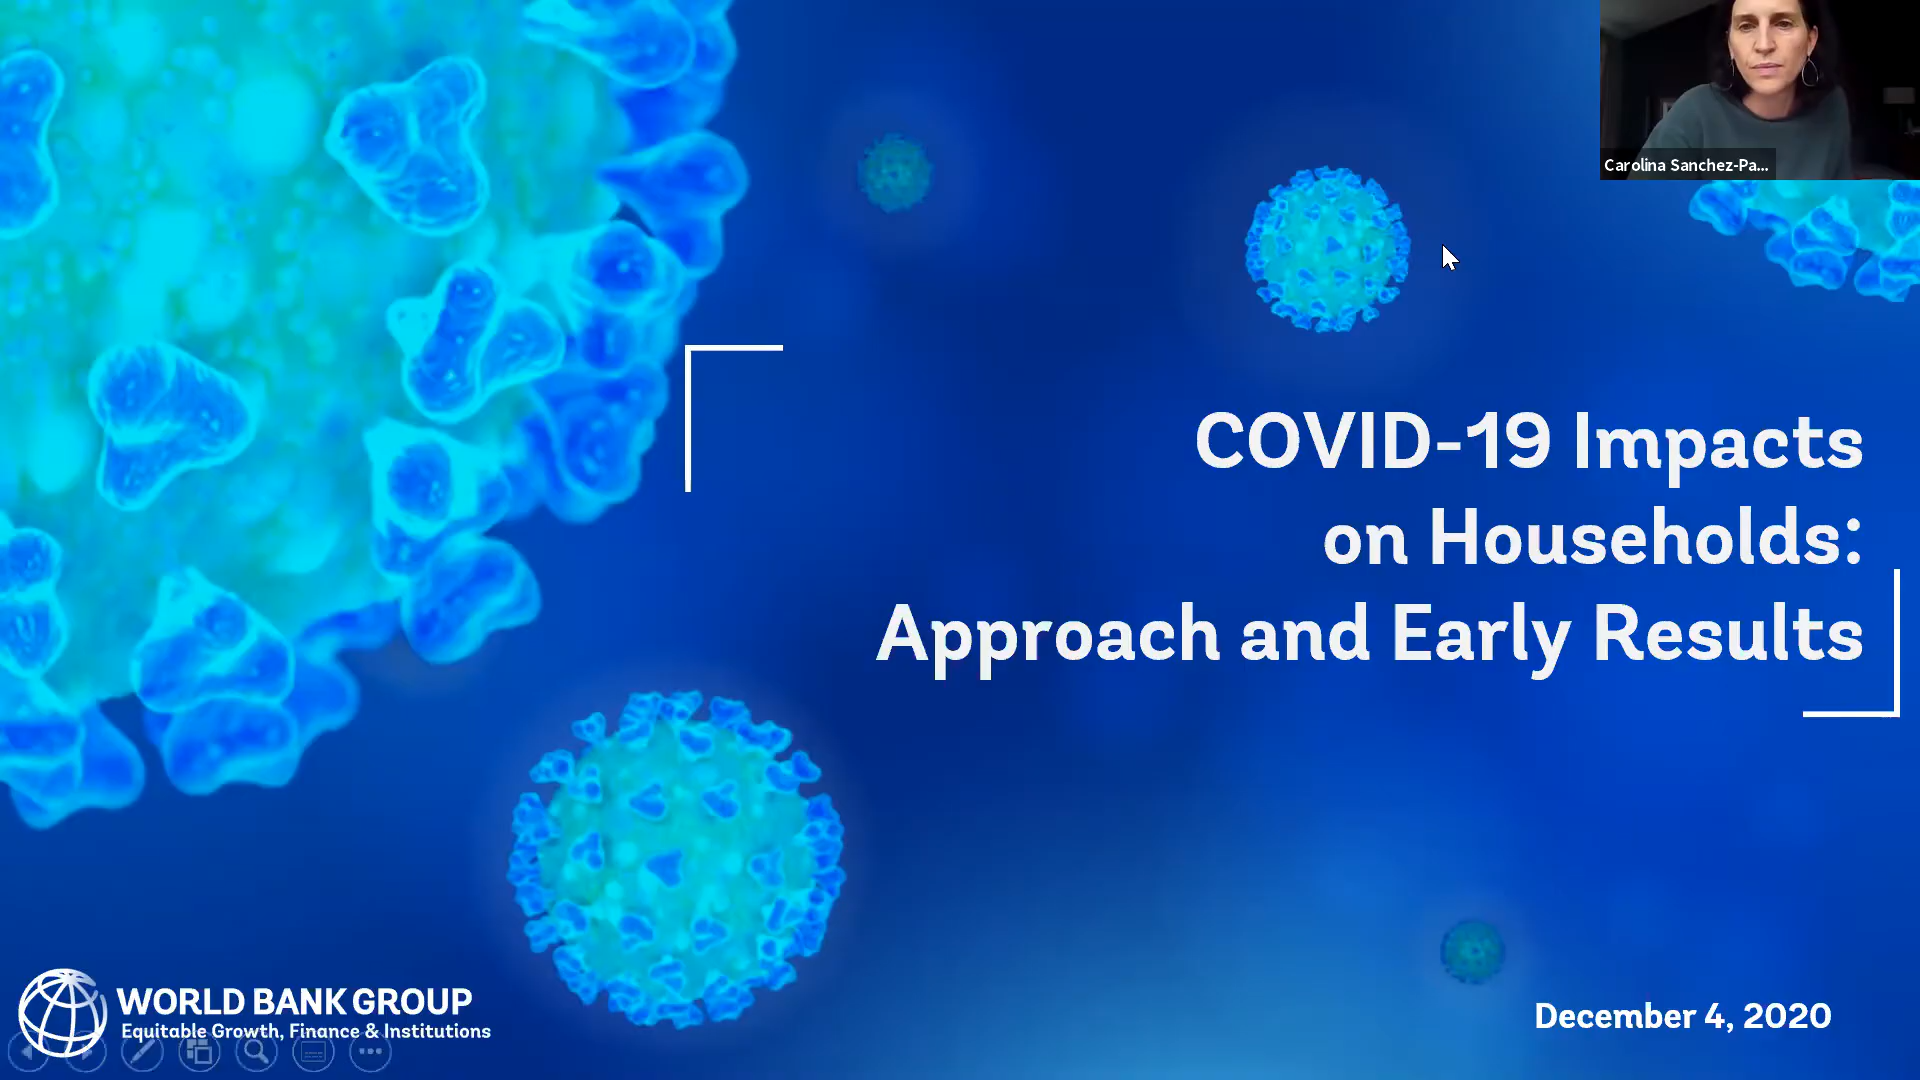 Carolina Sanchez-Pa...
COVID-19 Impacts
on Households:
Approach and Early Results
WORLD BANK GROUP
Equitable Growth, Finance & Institutions
December 4, 2020